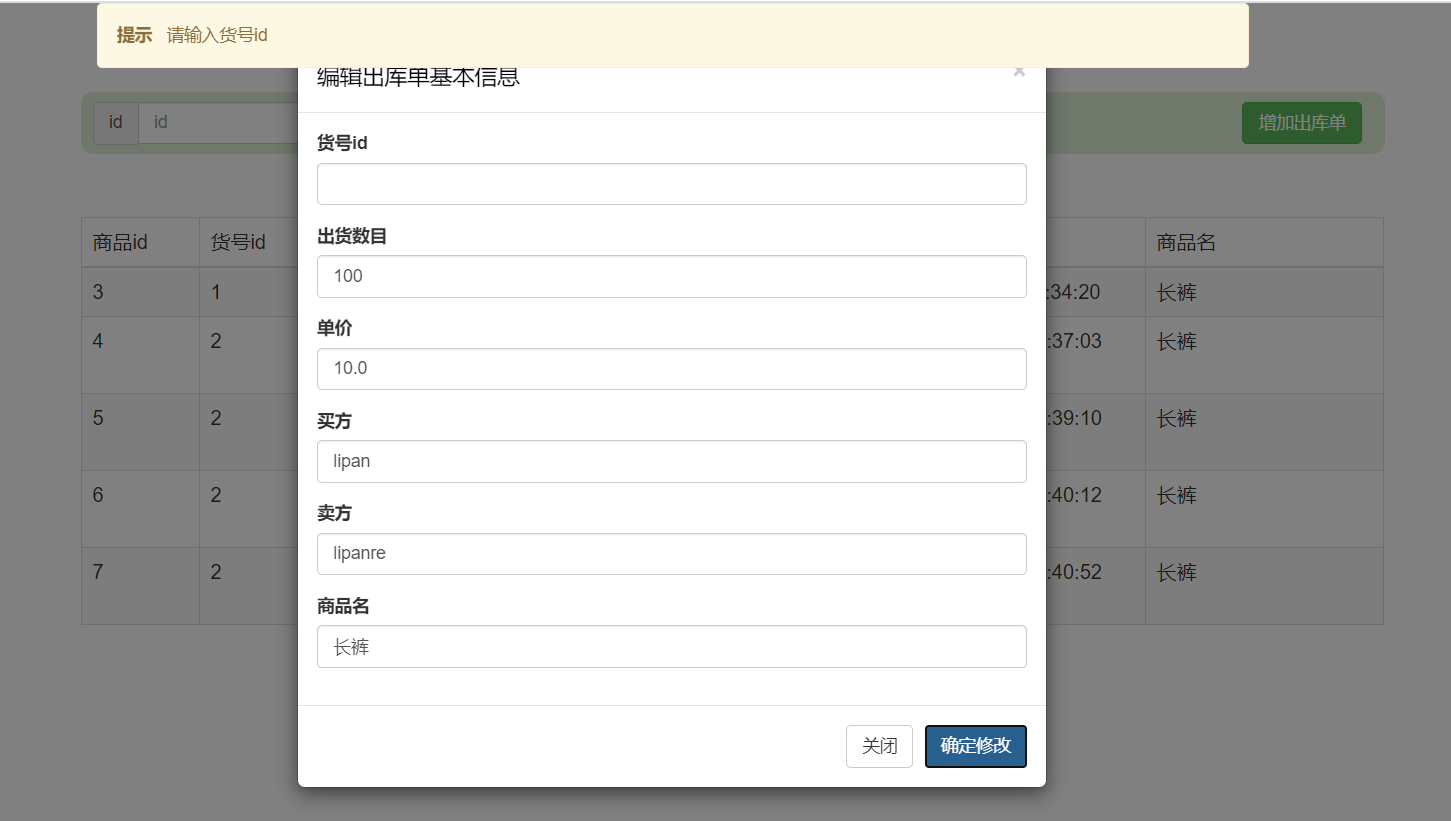 提示 请输入货号id
编辑出库单基本信息 ×
id id 增加出库单
货号id
出货数目
100
单价
10.0
买方
lipan
卖方
lipanre
商品名
长裤
关闭 确定修改
商品id 货号id 商品名
3 1 :34:20 长裤
4 2 :37:03 长裤
5 2 :39:10 长裤
6 2 :40:12 长裤
7 2 :40:52 长裤